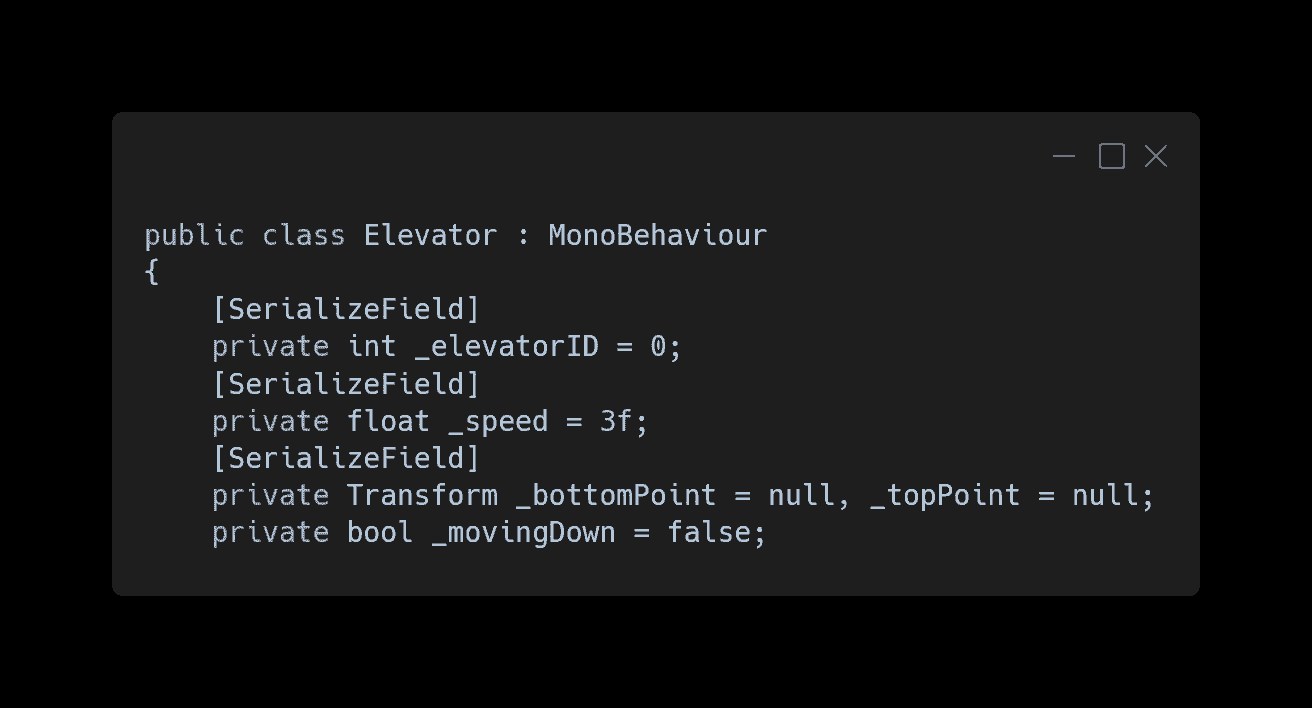 public class Elevator : MonoBehaviour
{
    [SerializeField]
    private int _elevatorID = 0;
    [SerializeField]
    private float _speed = 3f;
    [SerializeField]
    private Transform _bottomPoint = null, _topPoint = null;
    private bool _movingDown = false;